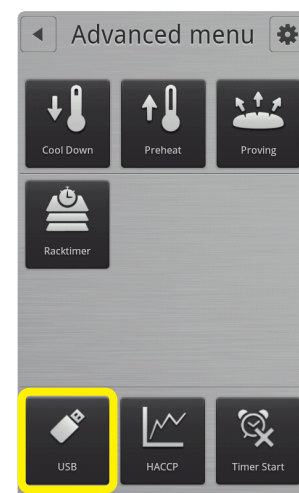 Advanced menu
Cool Down Preheat Proving
Racktimer
USB HACCP Timer Start